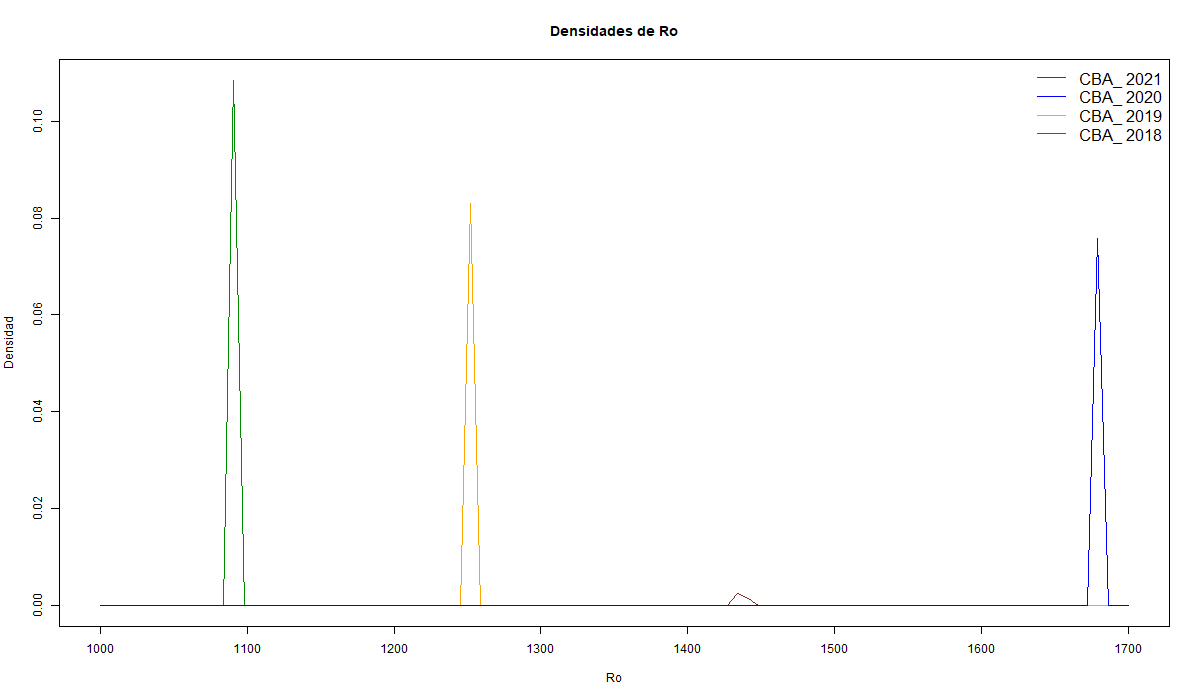 Densidades de Ro
CBA_ 2021
CBA_ 2020
CBA_ 2019
CBA_ 2018
Densidad
0.10
0.08
0.06
0.04
0.02
0.00
1000 1100 1200 1300 1400 1500 1600 1700
Ro